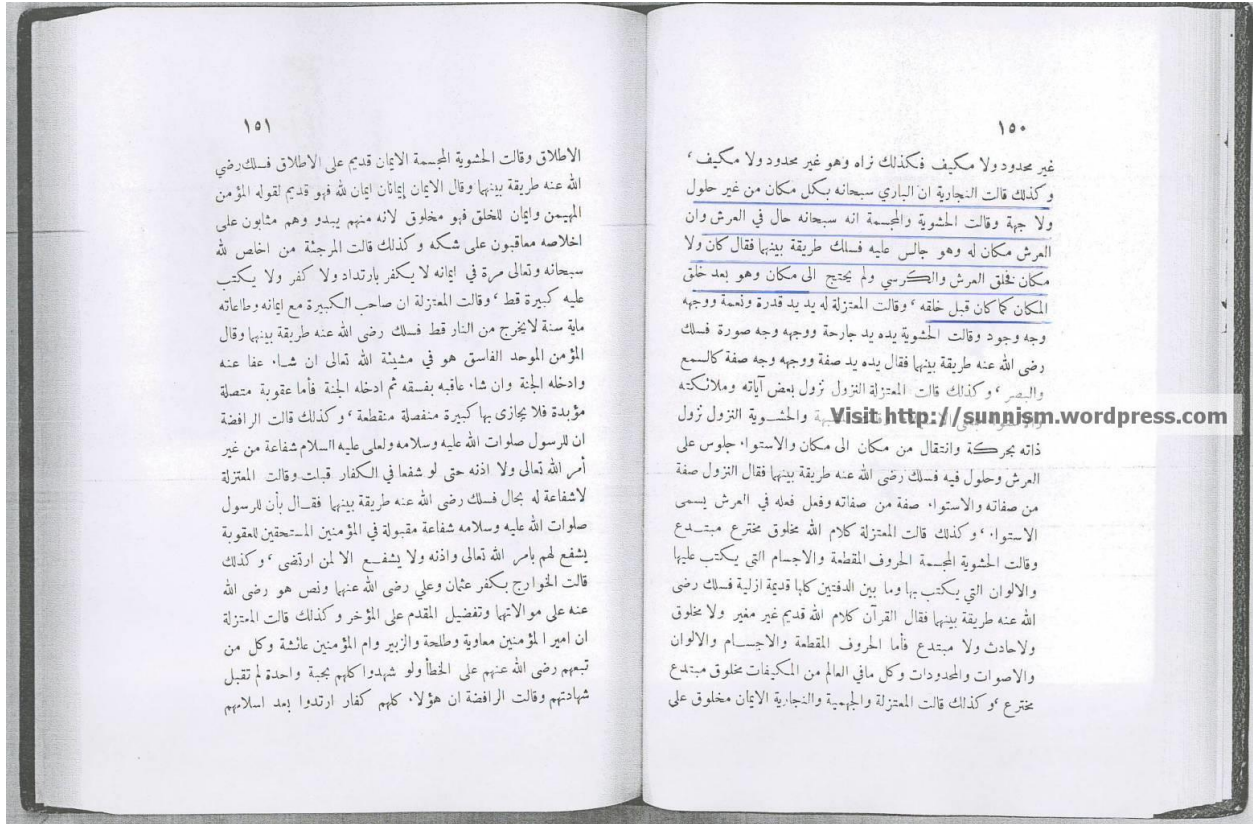 ١٥٠
غير محدود ولا مكيف فكذلك نراه وهو غير محدود ولا مكيف ،
وكذلك قالت النجارية ان الباري سبحانه بكل مكان من غير حلول
ولا جهة وقالت الحشوية والمجسمة انه سبحانه حال في العرش وان
العرش مكان له وهو جالس عليه فسلك طريقة بينهما فقال كان ولا
مكان فخلق العرش والكرسي ولم يحتج الى مكان وهو بعد خلق
المكان كما كان قبل خلقه ، وقالت المعتزلة له يد يد قدرة ونعمة ووجهه
وجه وجود وقالت الحشوية يده يد جارحة ووجهه وجه صورة فسلك
رضى الله عنه طريقة بينهما فقال يده يد صفة ووجهه وجه صفة كالسمع
والبصر ، وكذلك قالت المعتزلة النزول نزول بعض آياته وملائكته
والحشوية النزول نزول
Visit http://sunnism.wordpress.com
ذاته بحركة وانتقال من مكان الى مكان والاستواء جلوس على
العرش وحلول فيه فسلك رضى الله عنه طريقة بينهما فقال النزول صفة
من صفاته والاستواء صفة من صفاته وفعل فعله في العرش يسمى
الاستواء ، وكذلك قالت المعتزلة كلام الله مخلوق مخترع مبتدع
وقالت الحشوية المجسمة الحروف المقطعة والاجسام التي يكتب عليها
والالوان التي يكتب بها وما بين الدفتين كلها قديمة ازلية فسلك رضى
الله عنه طريقة بينهما فقال القرآن كلام الله قديم غير مغير ولا مخلوق
ولاحادث ولا مبتدع فأما الحروف المقطعة والاجسام والالوان
والاصوات والمحدودات وكل مافي العالم من المكيفات مخلوق مبتدع
مخترع ، وكذلك قالت المعتزلة والجهمية والنجارية الايمان مخلوق على
١٥١
الاطلاق وقالت الحشوية المجسمة الايمان قديم على الاطلاق فسلك رضي
الله عنه طريقة بينهما وقال الايمان إيمانان ايمان لله فهو قديم لقوله المؤمن
المهيمن وايمان للخلق فهو مخلوق لانه منهم يبدو وهم مثابون على
اخلاصه معاقبون على شكه وكذلك قالت المرجئة من اخلص لله
سبحانه وتعالى مرة في ايمانه لا يكفر بارتداد ولا كفر ولا يكتب
عليه كبيرة قط ، وقالت المعتزلة ان صاحب الكبيرة مع ايمانه وطاعاته
ماية سنة لايخرج من النار قط فسلك رضى الله عنه طريقة بينهما وقال
المؤمن الموحد الفاسق هو في مشيئة الله تعالى ان شاء عفا عنه
وادخله الجنة وان شاء عاقبه بفسقه ثم ادخله الجنة فأما عقوبة متصلة
مؤبدة فلا يجازى بها كبيرة منفصلة منقطعة ، وكذلك قالت الرافضة
ان للرسول صلوات الله عليه وسلامه ولعلى عليه السلام شفاعة من غير
أمر الله تعالى ولا اذنه حتى لو شفعا في الكفار قبلت وقالت المعتزلة
لاشفاعة له بحال فسلك رضى الله عنه طريقة بينهما فقال بأن للرسول
صلوات الله عليه وسلامه شفاعة مقبولة في المؤمنين المستحقين للعقوبة
يشفع لهم بامر الله تعالى واذنه ولا يشفع الا لمن ارتضى ، وكذلك
قالت الخوارج بكفر عثمان وعلي رضى الله عنهما ونص هو رضى الله
عنه على موالاتهما وتفضيل المقدم على المؤخر وكذلك قالت المعتزلة
ان امير المؤمنين معاوية وطلحة والزبير وام المؤمنين عائشة وكل من
تبعهم رضى الله عنهم على الخطأ ولو شهدوا كلهم بحبة واحدة لم تقبل
شهادتهم وقالت الرافضة ان هؤلاء كلهم كفار ارتدوا بعد اسلامهم